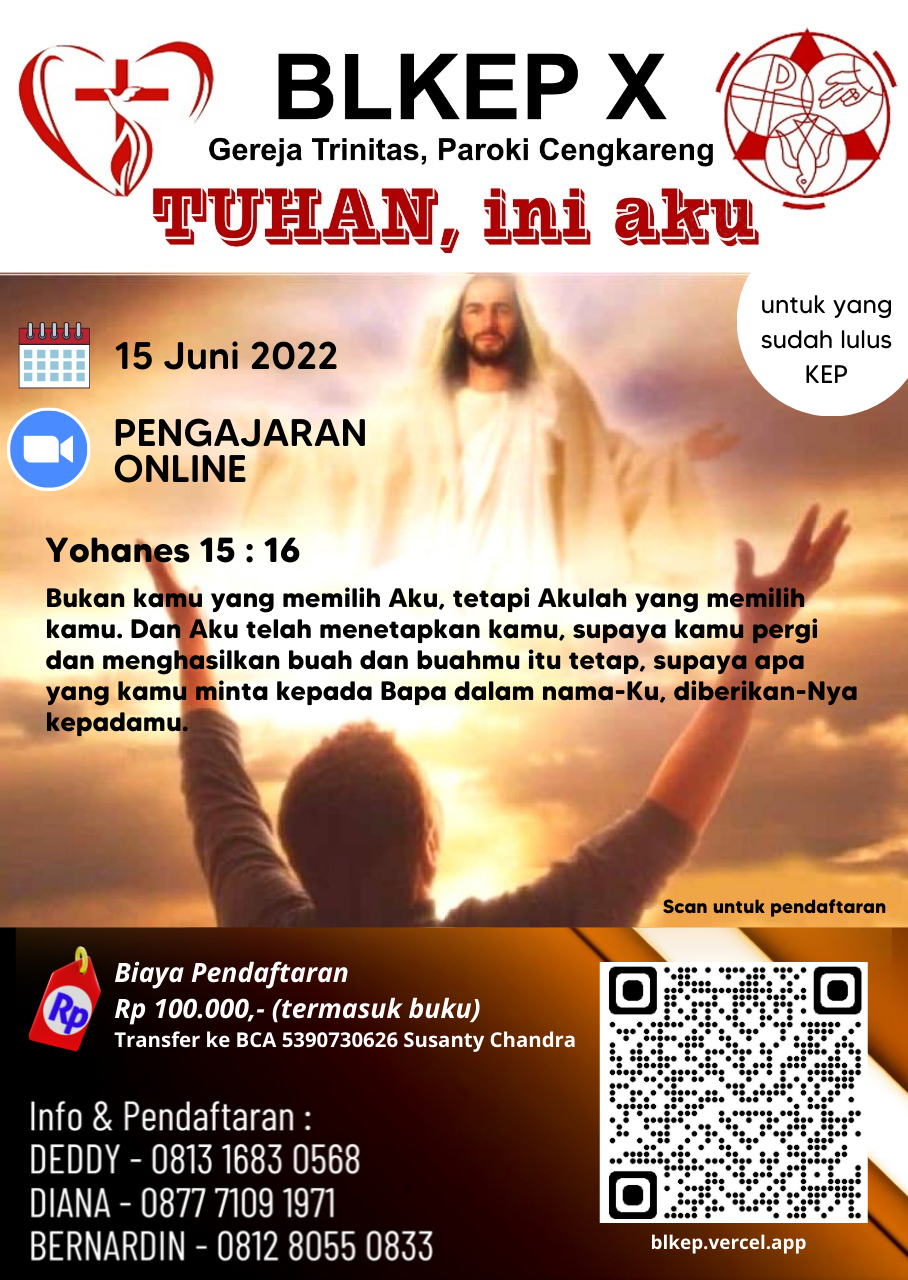 BLKEP X
Gereja Trinitas, Paroki Cengkareng
TUHAN, ini aku
untuk yang
sudah lulus
KEP
15 Juni 2022
PENGAJARAN
ONLINE
Yohanes 15 : 16
Bukan kamu yang memilih Aku, tetapi Akulah yang memilih
kamu. Dan Aku telah menetapkan kamu, supaya kamu pergi
dan menghasilkan buah dan buahmu itu tetap, supaya apa
yang kamu minta kepada Bapa dalam nama-Ku, diberikan-Nya
kepadamu.
Scan untuk pendaftaran
Rp
Biaya Pendaftaran
Rp 100.000,- (termasuk buku)
Transfer ke BCA 5390730626 Susanty Chandra
Info & Pendaftaran :
DEDDY - 0813 1683 0568
DIANA - 0877 7109 1971
BERNARDIN - 0812 8055 0833
blkep.vercel.app